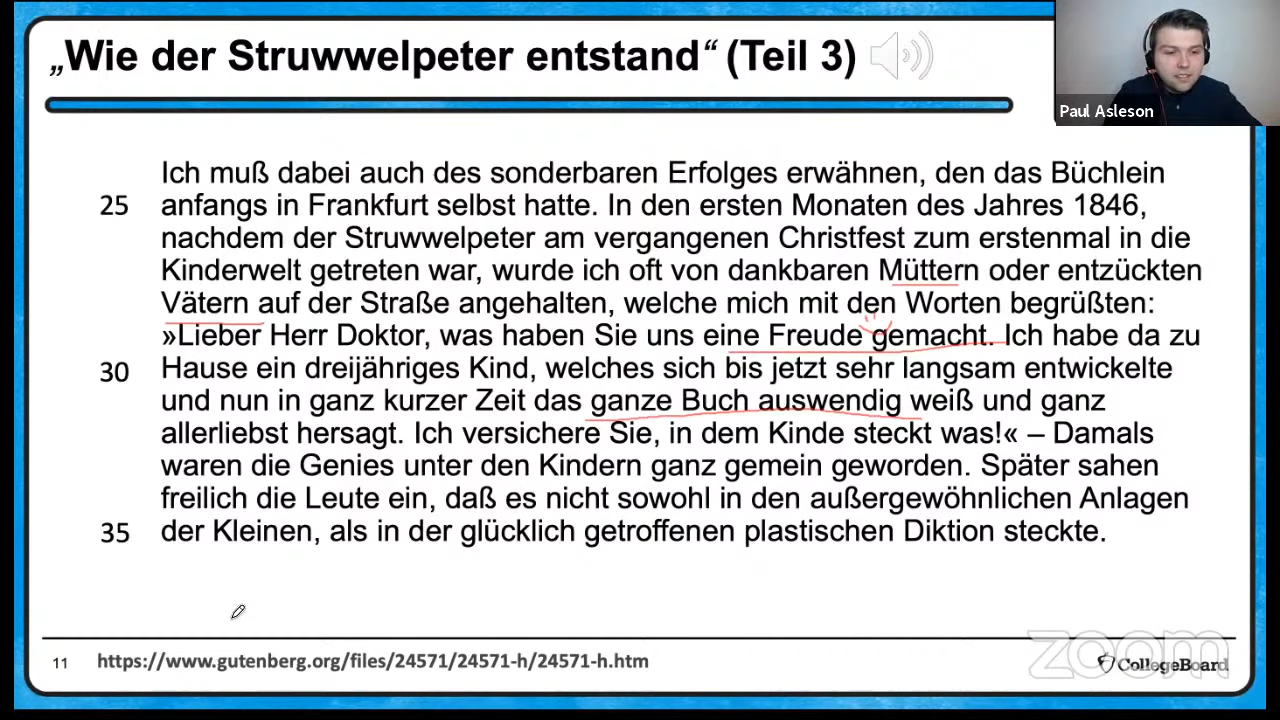 „Wie der Struwwelpeter entstand“ (Teil 3)
Paul Asleson
Ich muß dabei auch des sonderbaren Erfolges erwähnen, den das Büchlein
25 anfangs in Frankfurt selbst hatte. In den ersten Monaten des Jahres 1846,
nachdem der Struwwelpeter am vergangenen Christfest zum erstenmal in die
Kinderwelt getreten war, wurde ich oft von dankbaren Müttern oder entzückten
Vätern auf der Straße angehalten, welche mich mit den Worten begrüßten:
»Lieber Herr Doktor, was haben Sie uns eine Freude gemacht. Ich habe da zu
30 Hause ein dreijähriges Kind, welches sich bis jetzt sehr langsam entwickelte
und nun in ganz kurzer Zeit das ganze Buch auswendig weiß und ganz
allerliebst hersagt. Ich versichere Sie, in dem Kinde steckt was!« – Damals
waren die Genies unter den Kindern ganz gemein geworden. Später sahen
freilich die Leute ein, daß es nicht sowohl in den außergewöhnlichen Anlagen
35 der Kleinen, als in der glücklich getroffenen plastischen Diktion steckte.
11 https://www.gutenberg.org/files/24571/24571-h/24571-h.htm
zoom
CollegeBoard